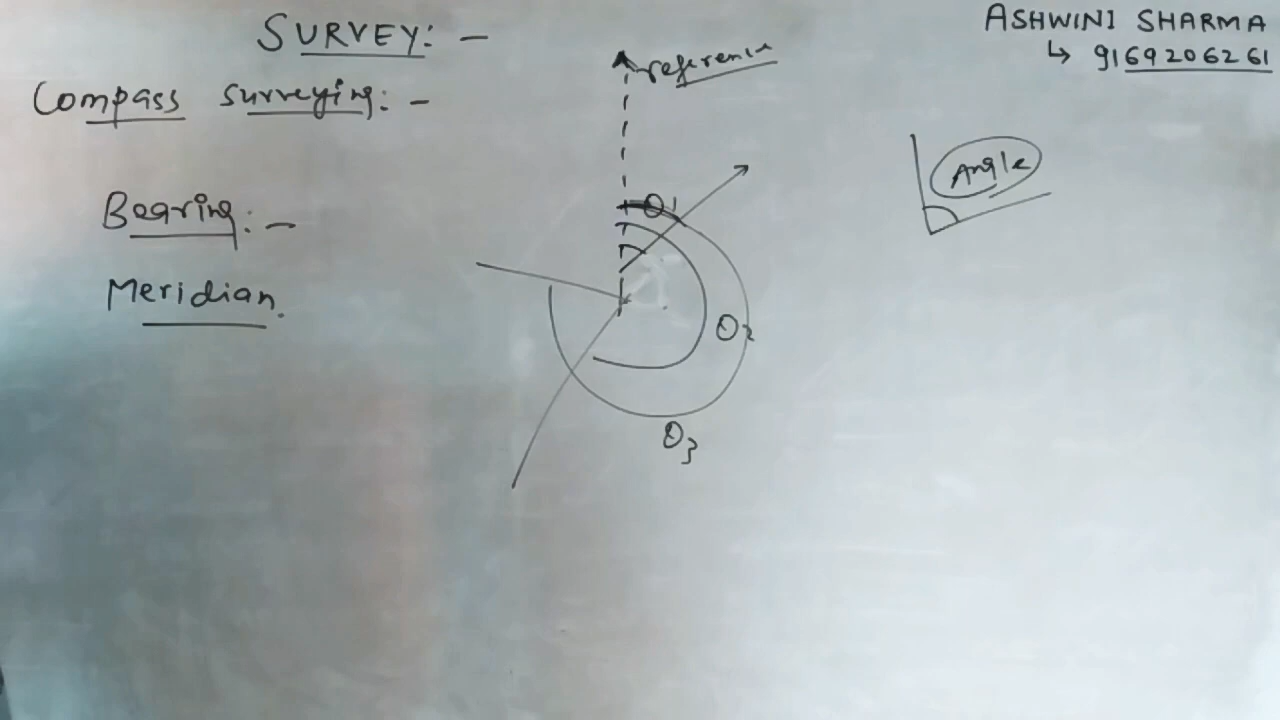 SURVEY: -
ASHWINI SHARMA
↳ 9169206261
Compass surveying: -
reference
Angle
Bearing: -
θ1
Meridian.
θ2
θ3